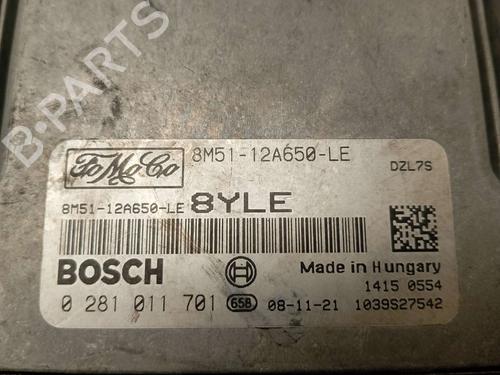 B-PARTS
FoMoCo
8M51-12A650-LE
DZL7S
8M51-12A650-LE 8YLE
BOSCH
Made in Hungary
1415 0554
0 281 011 701 658 08-11-21 1039S27542